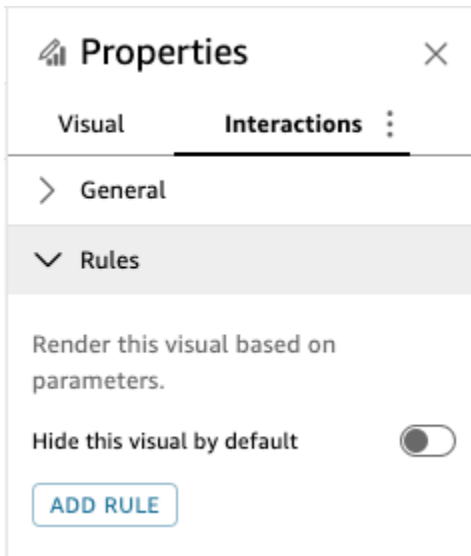 Properties
Visual Interactions
General
Rules
Render this visual based on
parameters.
Hide this visual by default
ADD RULE